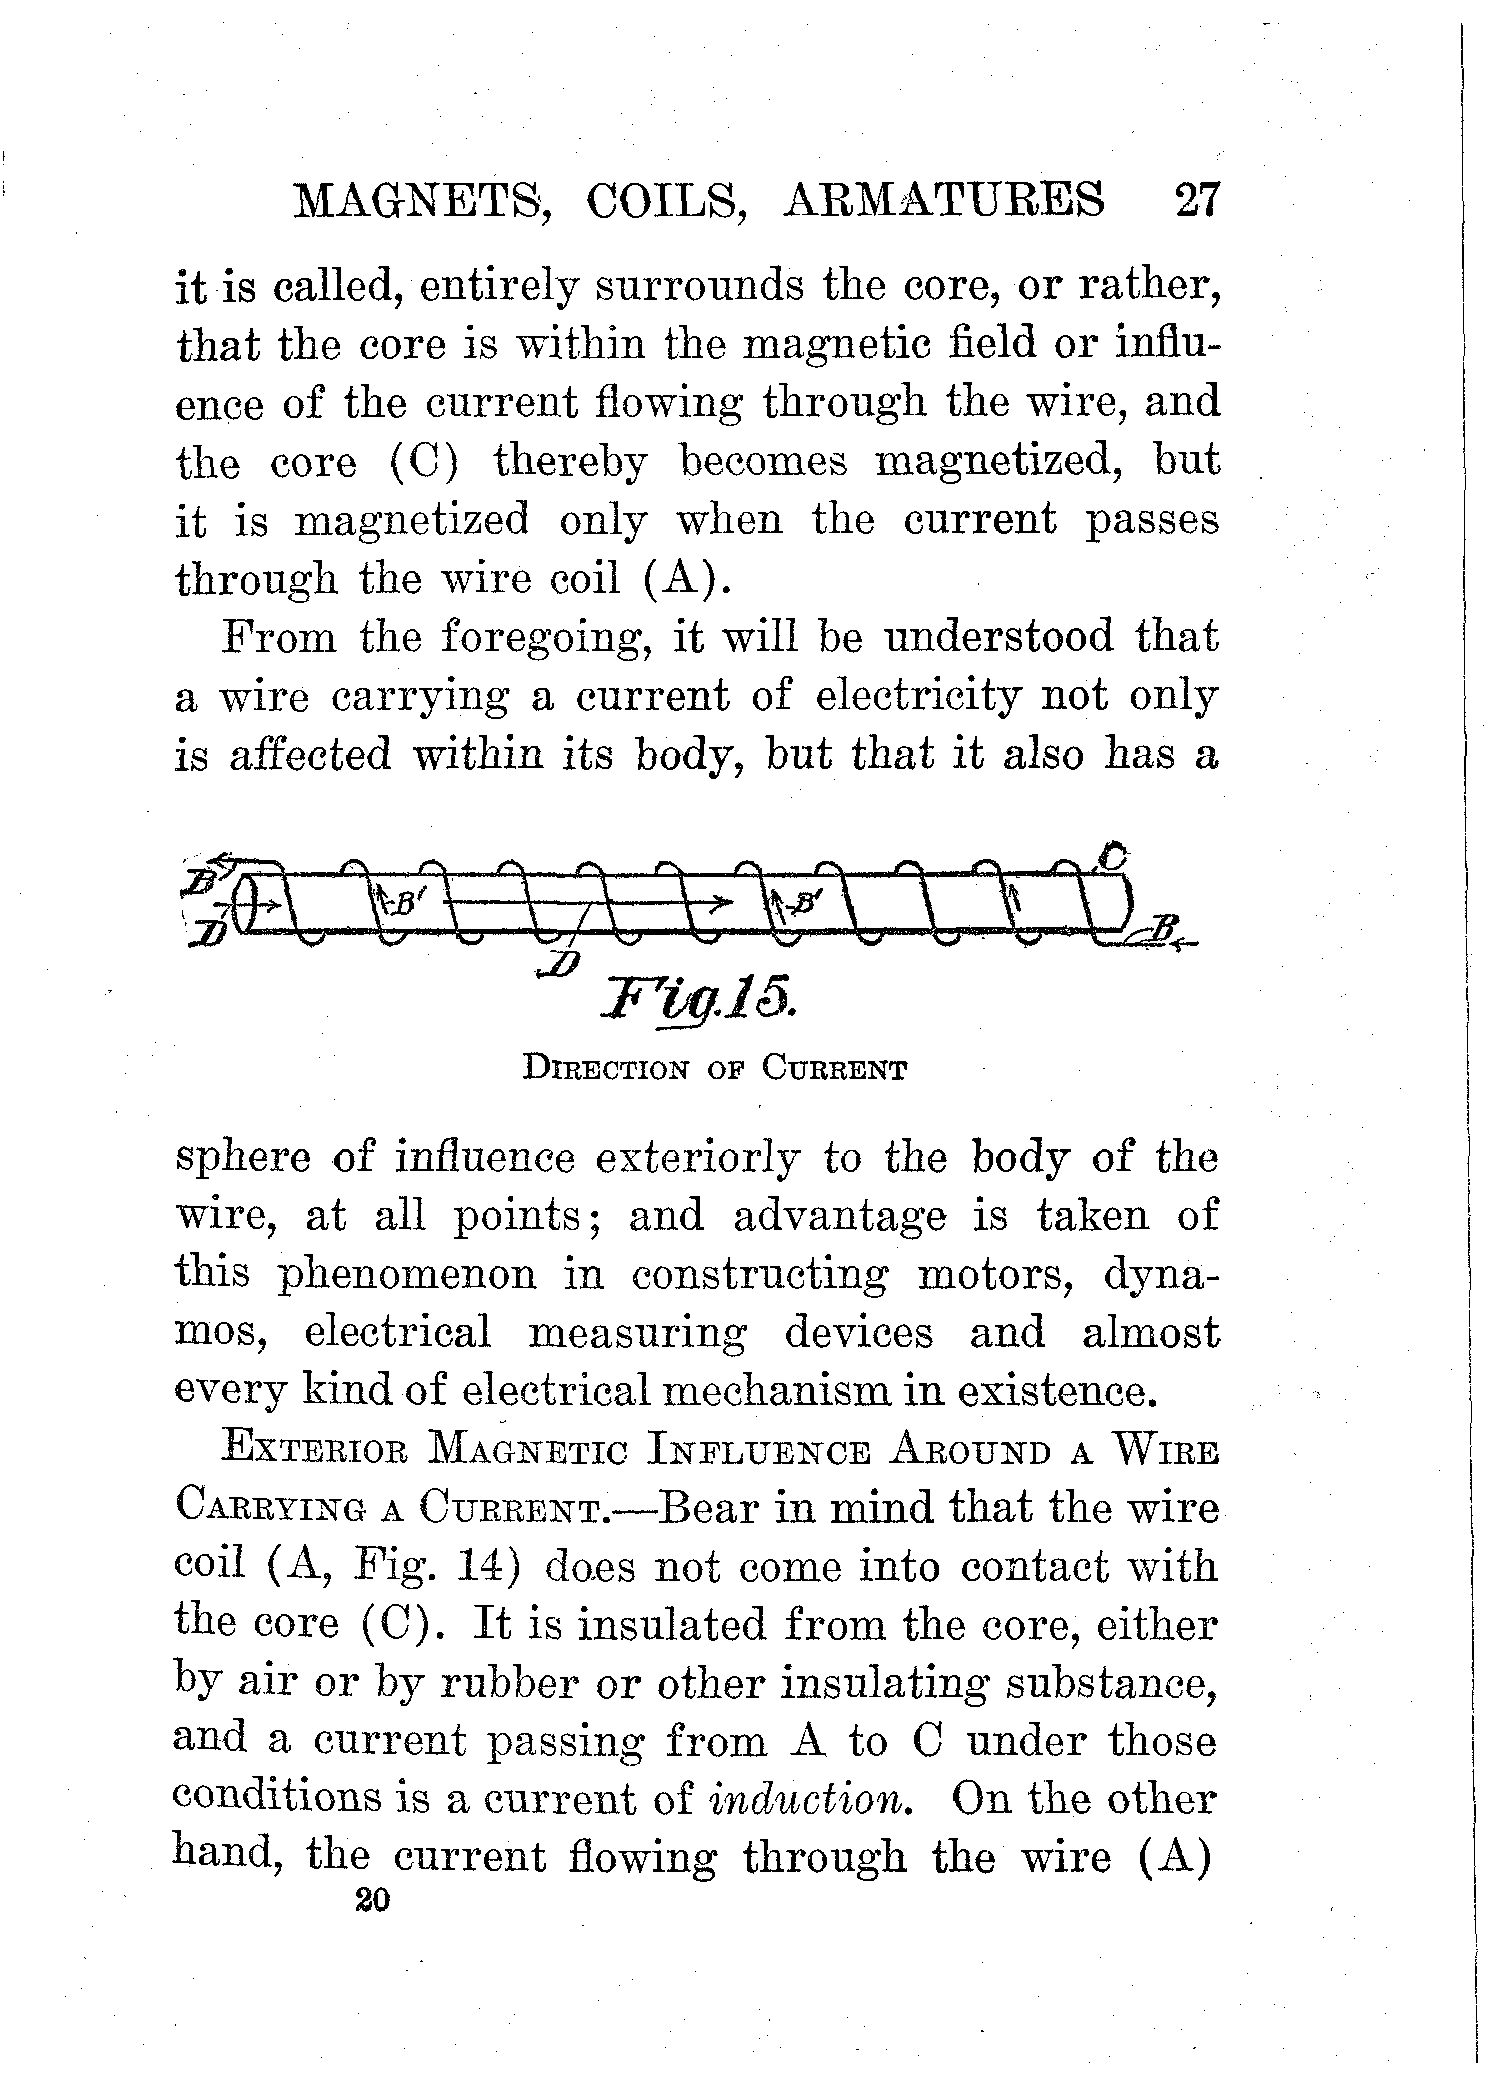 MAGNETS, COILS, ARMATURES 27
it is called, entirely surrounds the core, or rather,
that the core is within the magnetic field or influ-
ence of the current flowing through the wire, and
the core (C) thereby becomes magnetized, but
it is magnetized only when the current passes
through the wire coil (A).
From the foregoing, it will be understood that
a wire carrying a current of electricity not only
is affected within its body, but that it also has a
B' B' B' C
D D B
Fig.15.
DIRECTION OF CURRENT
sphere of influence exteriorly to the body of the
wire, at all points; and advantage is taken of
this phenomenon in constructing motors, dyna-
mos, electrical measuring devices and almost
every kind of electrical mechanism in existence.
EXTERIOR MAGNETIC INFLUENCE AROUND A WIRE
CARRYING A CURRENT.—Bear in mind that the wire
coil (A, Fig. 14) does not come into contact with
the core (C). It is insulated from the core, either
by air or by rubber or other insulating substance,
and a current passing from A to C under those
conditions is a current of induction. On the other
hand, the current flowing through the wire (A)
20